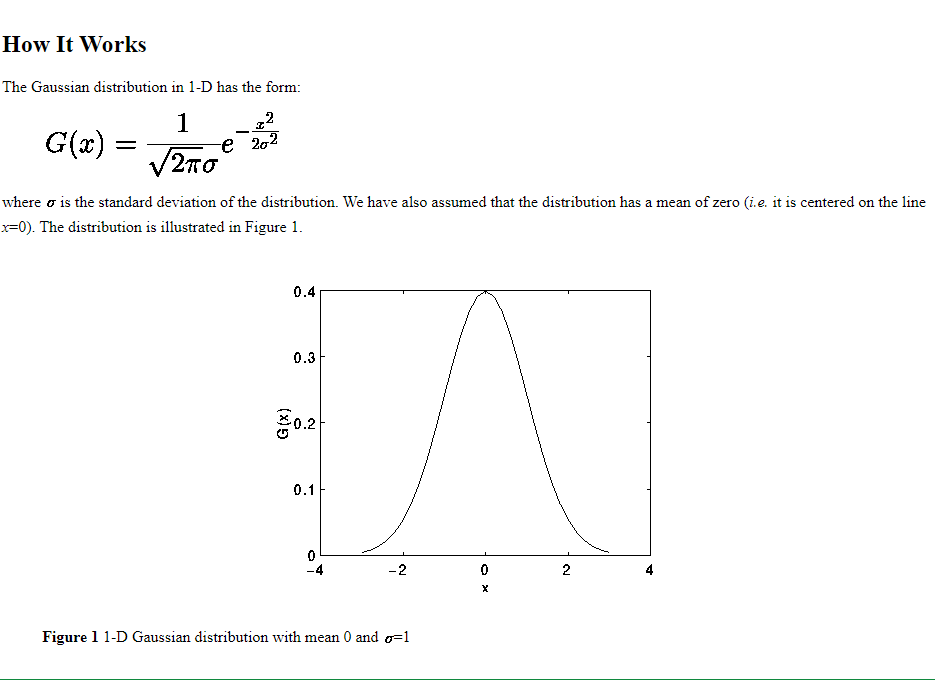 How It Works
The Gaussian distribution in 1-D has the form:
G(x) = \frac{1}{\sqrt{2\pi}\sigma} e^{-\frac{x^2}{2\sigma^2}}
where σ is the standard deviation of the distribution. We have also assumed that the distribution has a mean of zero (i.e. it is centered on the line
x=0). The distribution is illustrated in Figure 1.
0.4
0.3
G(x)
0.2
0.1
0
-4 -2 0 2 4
x
Figure 1 1-D Gaussian distribution with mean 0 and σ=1